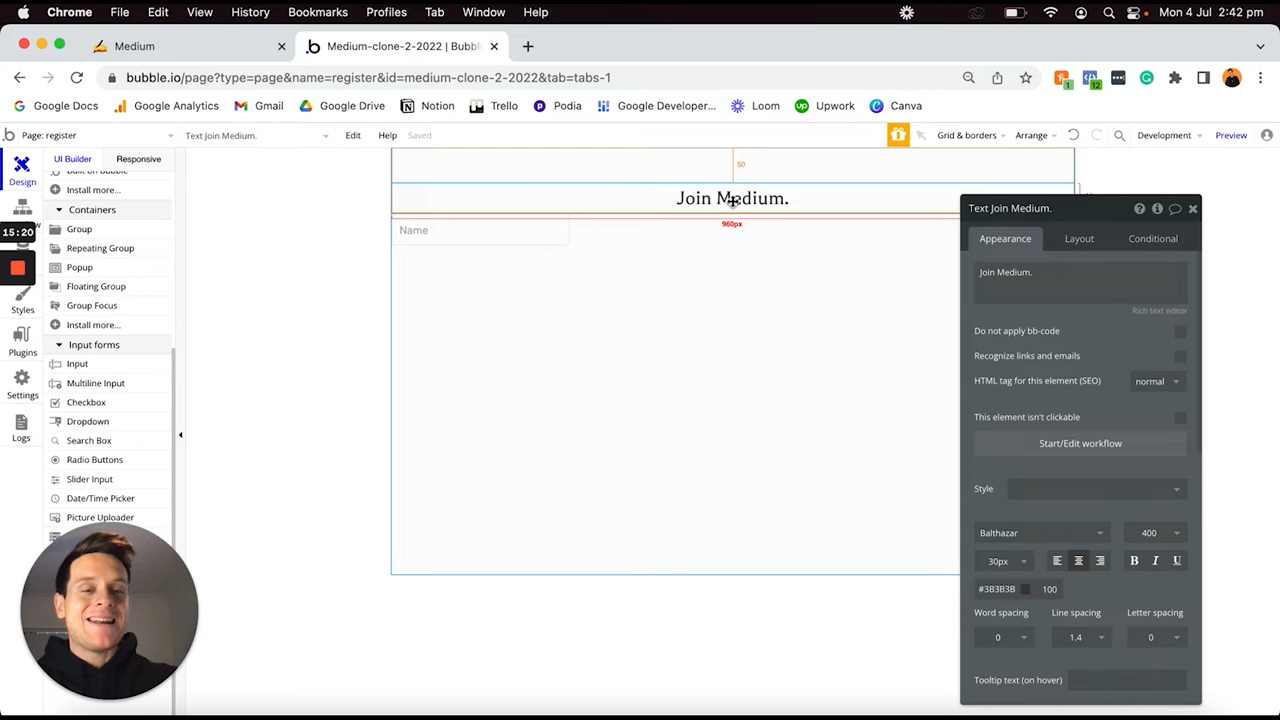 Chrome File Edit View History Bookmarks Profiles Tab Window Help Mon 4 Jul 2:42 pm
Medium
Medium-clone-2-2022 | Bubbl
bubble.io/page?type=page&name=register&id=medium-clone-2-2022&tab=tabs-1
1
12
Google Docs Google Analytics Gmail Google Drive Notion Trello Podia Google Developer... Loom Upwork Canva
Page: register Text Join Medium. Edit Help Saved Grid & borders Arrange Development Preview
UI Builder Responsive
Design
15:20
Styles
Plugins
Settings
Logs
Built on Bubble
Install more...
Containers
Group
Repeating Group
Popup
Floating Group
Group Focus
Install more...
Input forms
Input
Multiline Input
Checkbox
Dropdown
Search Box
Radio Buttons
Slider Input
Date/Time Picker
Picture Uploader
50
Join Medium.
960px
Name
Text Join Medium.
Appearance Layout Conditional
Join Medium.
Rich text editor
Do not apply bb-code
Recognize links and emails
HTML tag for this element (SEO) normal
This element isn't clickable
Start/Edit workflow
Style
Balthazar 400
30px B I U
#3B3B3B 100
Word spacing Line spacing Letter spacing
0 1.4 0
Tooltip text (on hover)